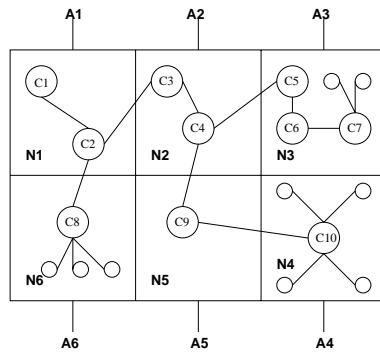 A1 A2 A3
C1 C3 C5
C2 C4 C6 C7
N1 N2 N3
C8 C9 C10
N6 N5 N4
A6 A5 A4